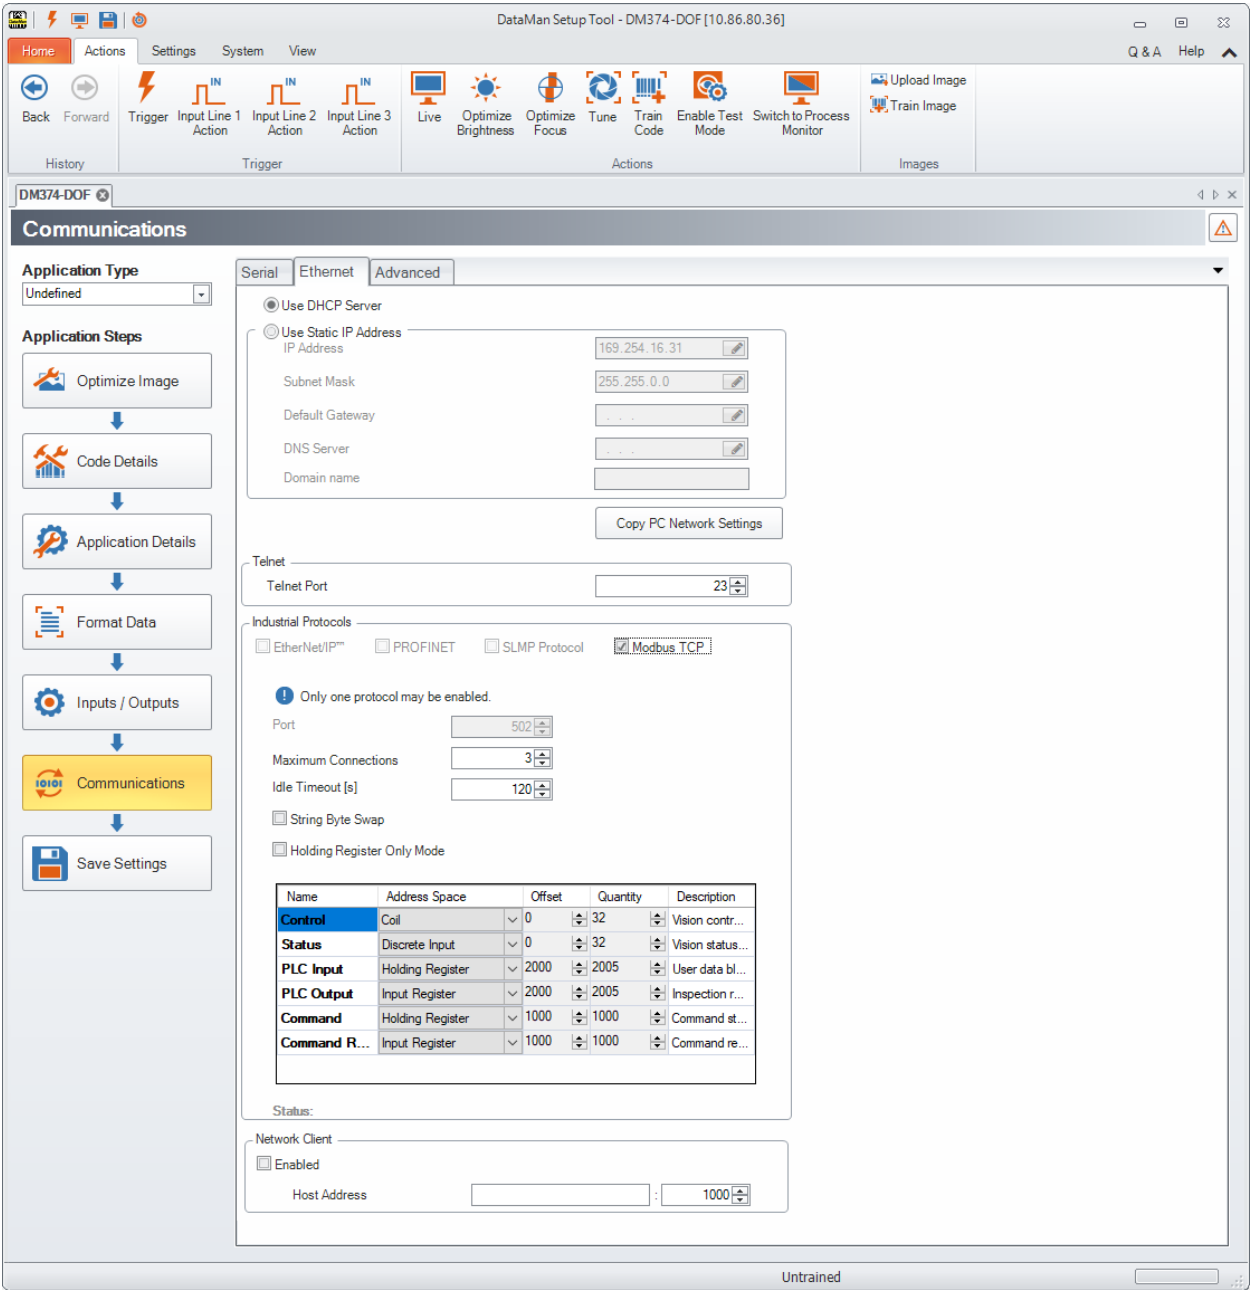 DataMan Setup Tool - DM374-DOF [10.86.80.36]
Home Actions Settings System View Q & A Help
Back Forward
History
Trigger Input Line 1 Action Input Line 2 Action Input Line 3 Action
Trigger
Live Optimize Brightness Optimize Focus Tune Train Code Enable Test Mode Switch to Process Monitor
Actions
Upload Image
Train Image
Images
DM374-DOF
Communications
Application Type
Undefined
Application Steps
Optimize Image
Code Details
Application Details
Format Data
Inputs / Outputs
Communications
Save Settings
Serial Ethernet Advanced
Use DHCP Server
Use Static IP Address
IP Address 169.254.16.31
Subnet Mask 255.255.0.0
Default Gateway . . .
DNS Server . . .
Domain name
Copy PC Network Settings
Telnet
Telnet Port 23
Industrial Protocols
EtherNet/IP™ PROFINET SLMP Protocol Modbus TCP
Only one protocol may be enabled.
Port 502
Maximum Connections 3
Idle Timeout [s] 120
String Byte Swap
Holding Register Only Mode
Name Address Space Offset Quantity Description
Control Coil 0 32 Vision contr...
Status Discrete Input 0 32 Vision status...
PLC Input Holding Register 2000 2005 User data bl...
PLC Output Input Register 2000 2005 Inspection r...
Command Holding Register 1000 1000 Command st...
Command R... Input Register 1000 1000 Command re...
Status:
Network Client
Enabled
Host Address : 1000
Untrained